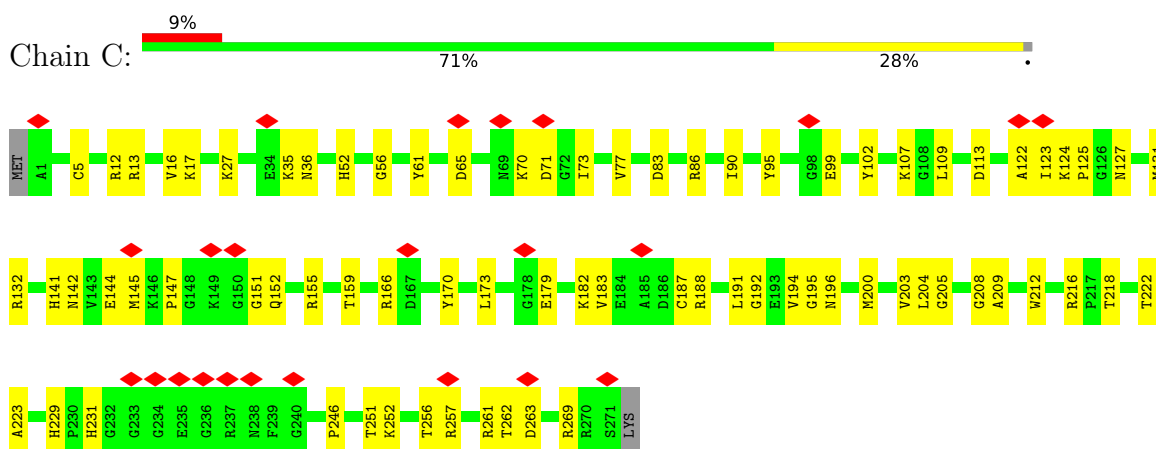 9%
Chain C:
71% 28% •
MET A1 C5 R12 R13 V16 K17 K27 E34 K35 N36 H52 G56 Y61 D65 N69 K70 D71 G72 I73 V77 D83 R86 I90 Y95 G98 E99 Y102 K107 G108 L109 D113 A122 I123 K124 P125 G126 N127
R132 H141 N142 V143 E144 M145 K146 P147 G148 K149 G150 G151 Q152 R155 T159 R166 D167 Y170 L173 G178 E179 K182 V183 E184 A185 D186 C187 R188 L191 G192 E193 V194 G195 N196 M200 V203 L204 G205 G208 A209 W212 R216 P217 T218 T222
A223 H229 P230 H231 G232 G233 G234 E235 G236 R237 N238 F239 G240 P246 T251 K252 T256 R257 R261 T262 D263 R269 R270 S271 LYS